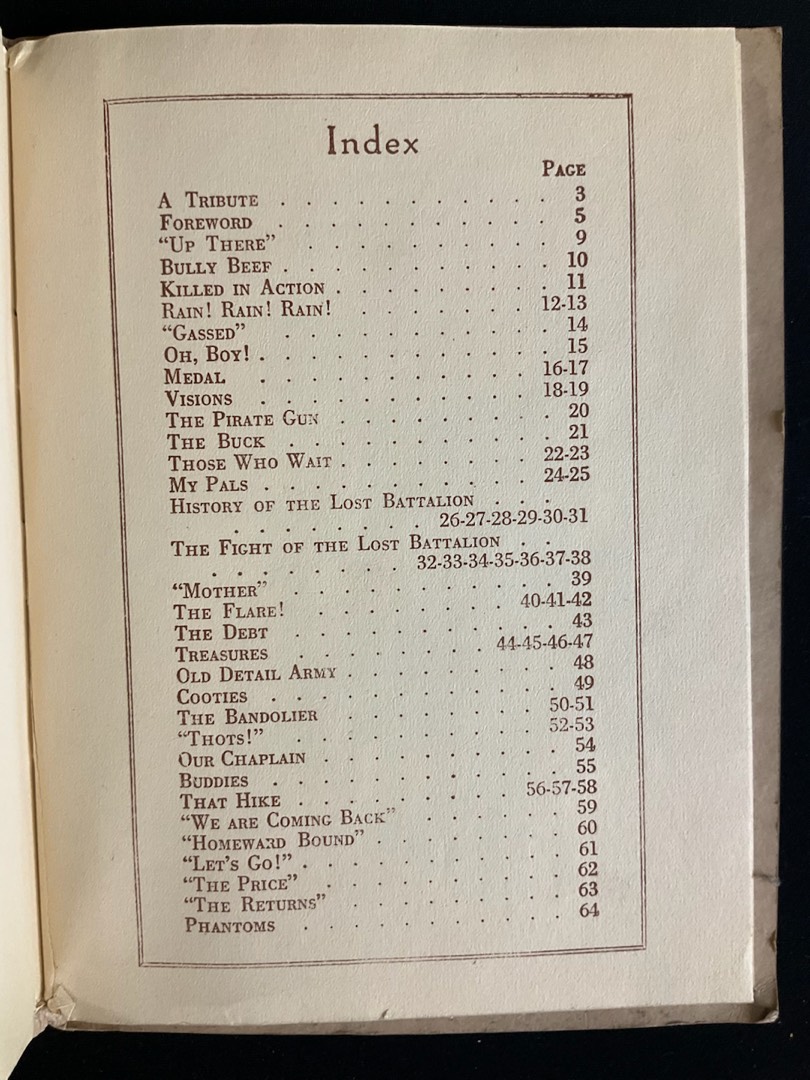 Index
PAGE
A TRIBUTE . . . . . . . . . . . . 3
FOREWORD . . . . . . . . . . . 5
“UP THERE” . . . . . . . . . . 9
BULLY BEEF . . . . . . . . . . . 10
KILLED IN ACTION . . . . . . . . . 11
RAIN! RAIN! RAIN! . . . . . . . 12-13
“GASSED” . . . . . . . . . . . 14
OH, BOY! . . . . . . . . . . . . 15
MEDAL . . . . . . . . . . . 16-17
VISIONS . . . . . . . . . . . 18-19
THE PIRATE GUN . . . . . . . . . 20
THE BUCK . . . . . . . . . . . 21
THOSE WHO WAIT . . . . . . . . 22-23
MY PALS . . . . . . . . . . . 24-25
HISTORY OF THE LOST BATTALION . . .
. . . . . . . . 26-27-28-29-30-31
THE FIGHT OF THE LOST BATTALION . .
. . . . . . . . 32-33-34-35-36-37-38
“MOTHER” . . . . . . . . . . 39
THE FLARE! . . . . . . . . . 40-41-42
THE DEBT . . . . . . . . . . . 43
TREASURES . . . . . . . . 44-45-46-47
OLD DETAIL ARMY . . . . . . . . . 48
COOTIES . . . . . . . . . . . . 49
THE BANDOLIER . . . . . . . . 50-51
“THOTS!” . . . . . . . . . . 52-53
OUR CHAPLAIN . . . . . . . . . . 54
BUDDIES . . . . . . . . . . . . 55
THAT HIKE . . . . . . . . . 56-57-58
“WE ARE COMING BACK” . . . . . . 59
“HOMEWARD BOUND” . . . . . . . . 60
“LET’S GO!” . . . . . . . . . . . 61
“THE PRICE” . . . . . . . . . . 62
“THE RETURNS” . . . . . . . . . 63
PHANTOMS . . . . . . . . . . . 64